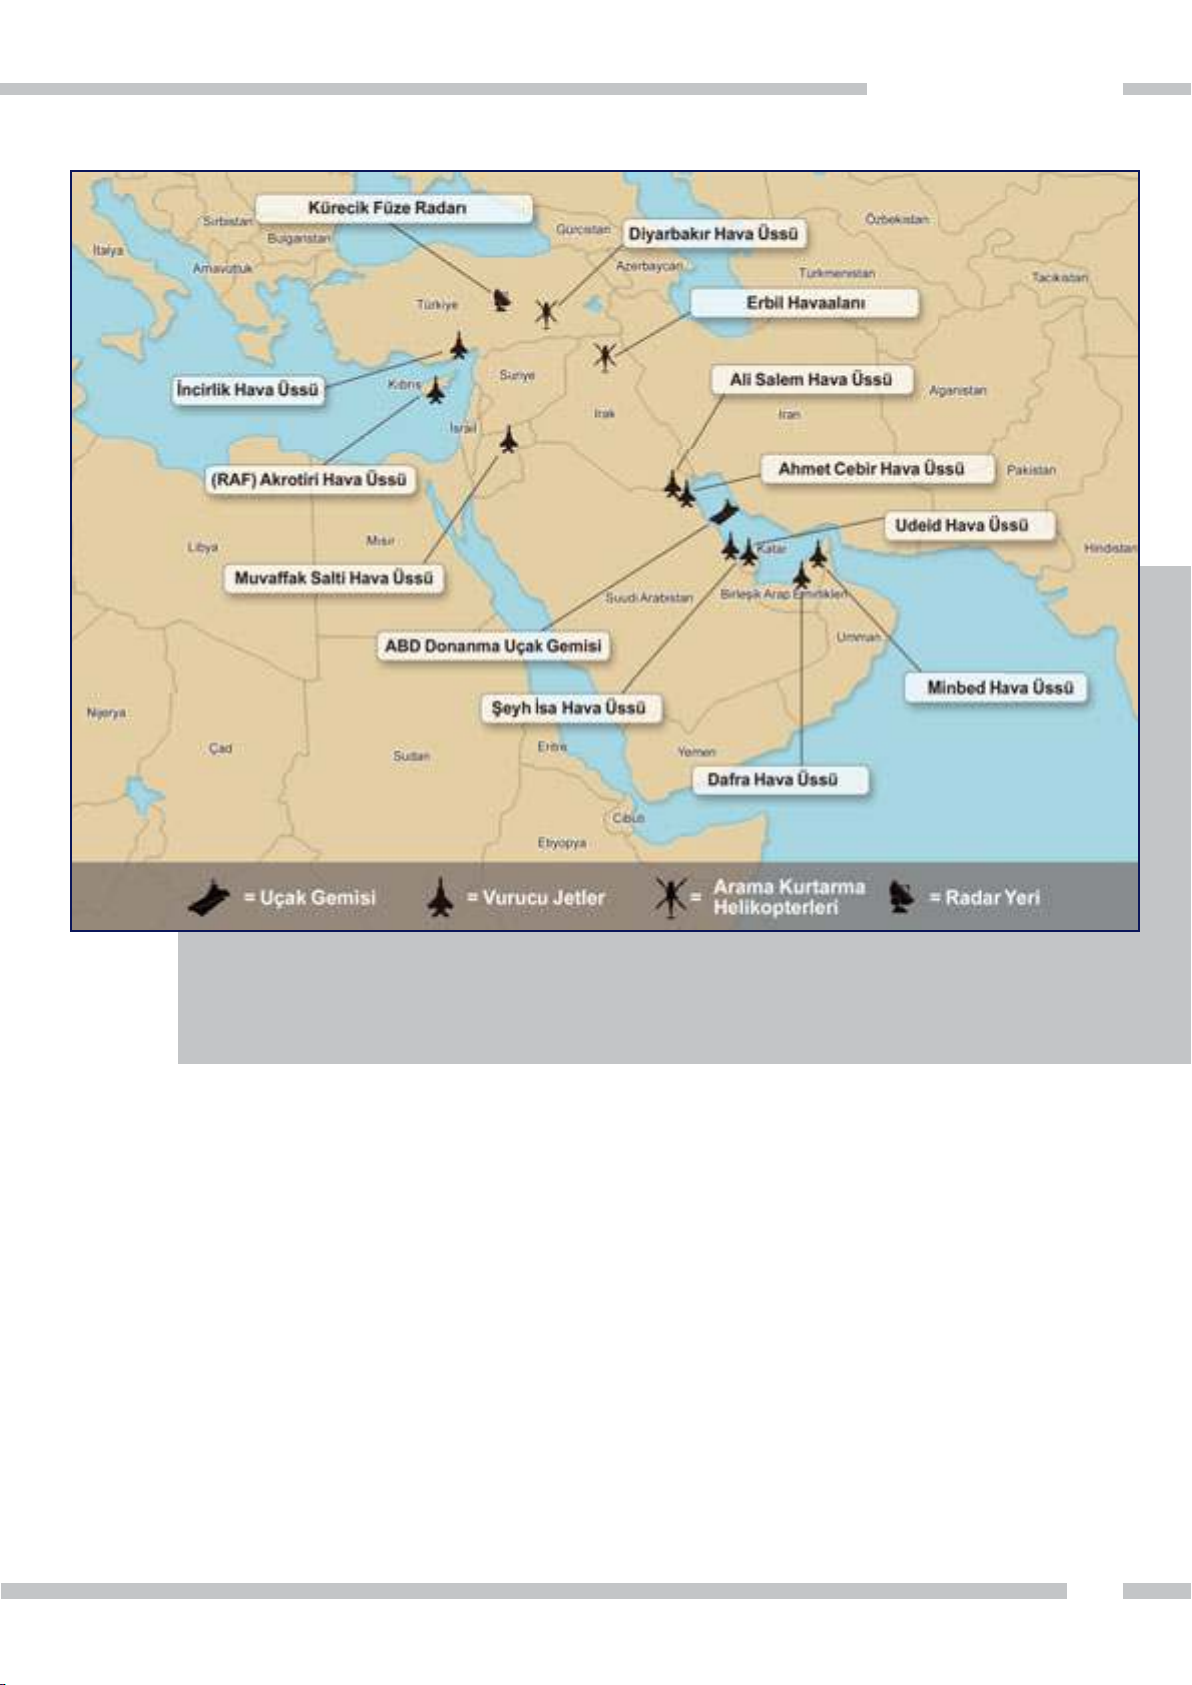 Kürecik Füze Radarı
Sırbistan
Gürcistan
Özbekistan
Diyarbakır Hava Üssü
Bulgaristan
İtalya
Arnavutluk
Azerbaycan
Türkmenistan
Tacikistan
Türkiye
Erbil Havaalanı
Suriye
Ali Salem Hava Üssü
Kıbrıs
İncirlik Hava Üssü
Aganistan
Irak
Iran
İsrail
Ahmet Cebir Hava Üssü
Pakistan
(RAF) Akrotiri Hava Üssü
Udeid Hava Üssü
Mısır
Libya
Katar
Hindistan
Muvaffak Salti Hava Üssü
Suudi Arabistan
Birleşik Arap Emirlikleri
Umman
ABD Donanma Uçak Gemisi
Minbed Hava Üssü
Şeyh İsa Hava Üssü
Nijerya
Çad
Eritre
Sudan
Yemen
Dafra Hava Üssü
Cibuti
Etiyopya
= Uçak Gemisi
= Vurucu Jetler
= Arama Kurtarma
Helikopterleri
= Radar Yeri